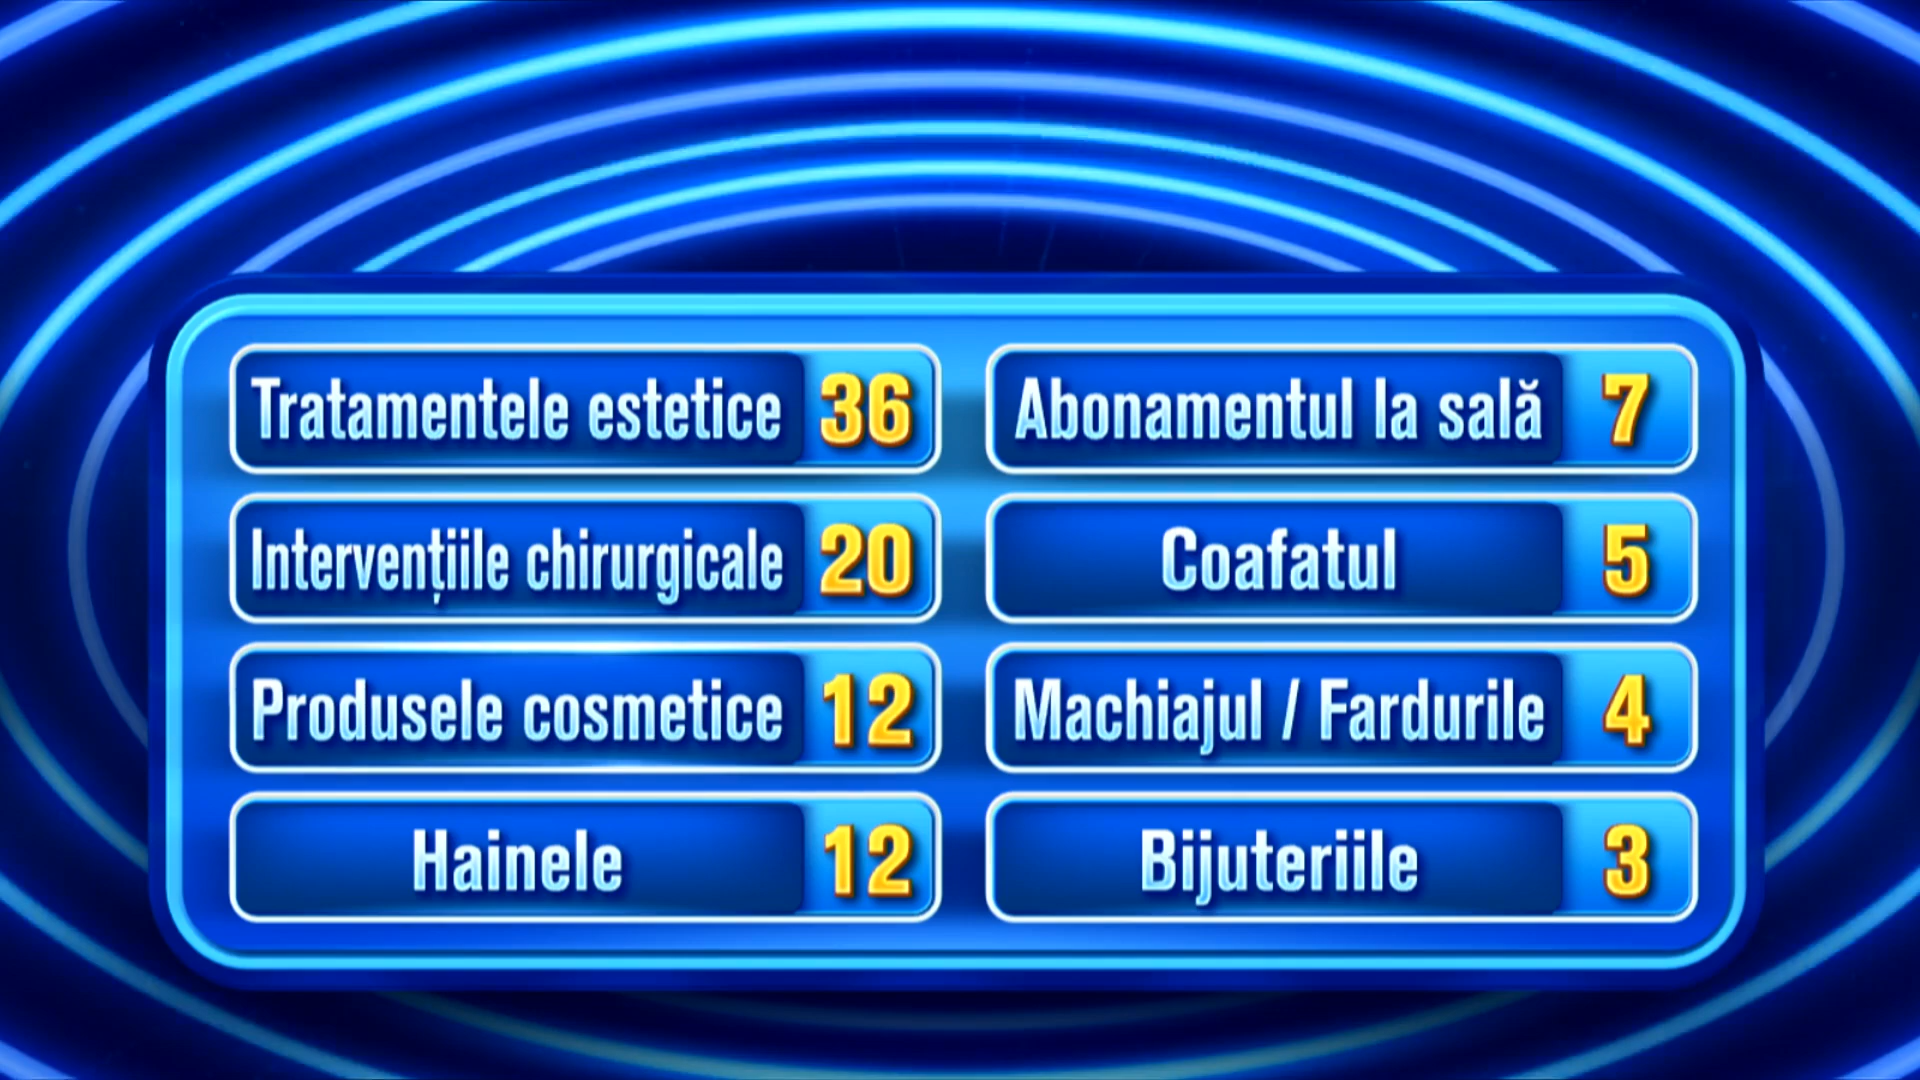 Tratamentele estetice 36
Intervențiile chirurgicale 20
Produsele cosmetice 12
Hainele 12
Abonamentul la sală 7
Coafatul 5
Machiajul / Fardurile 4
Bijuteriile 3